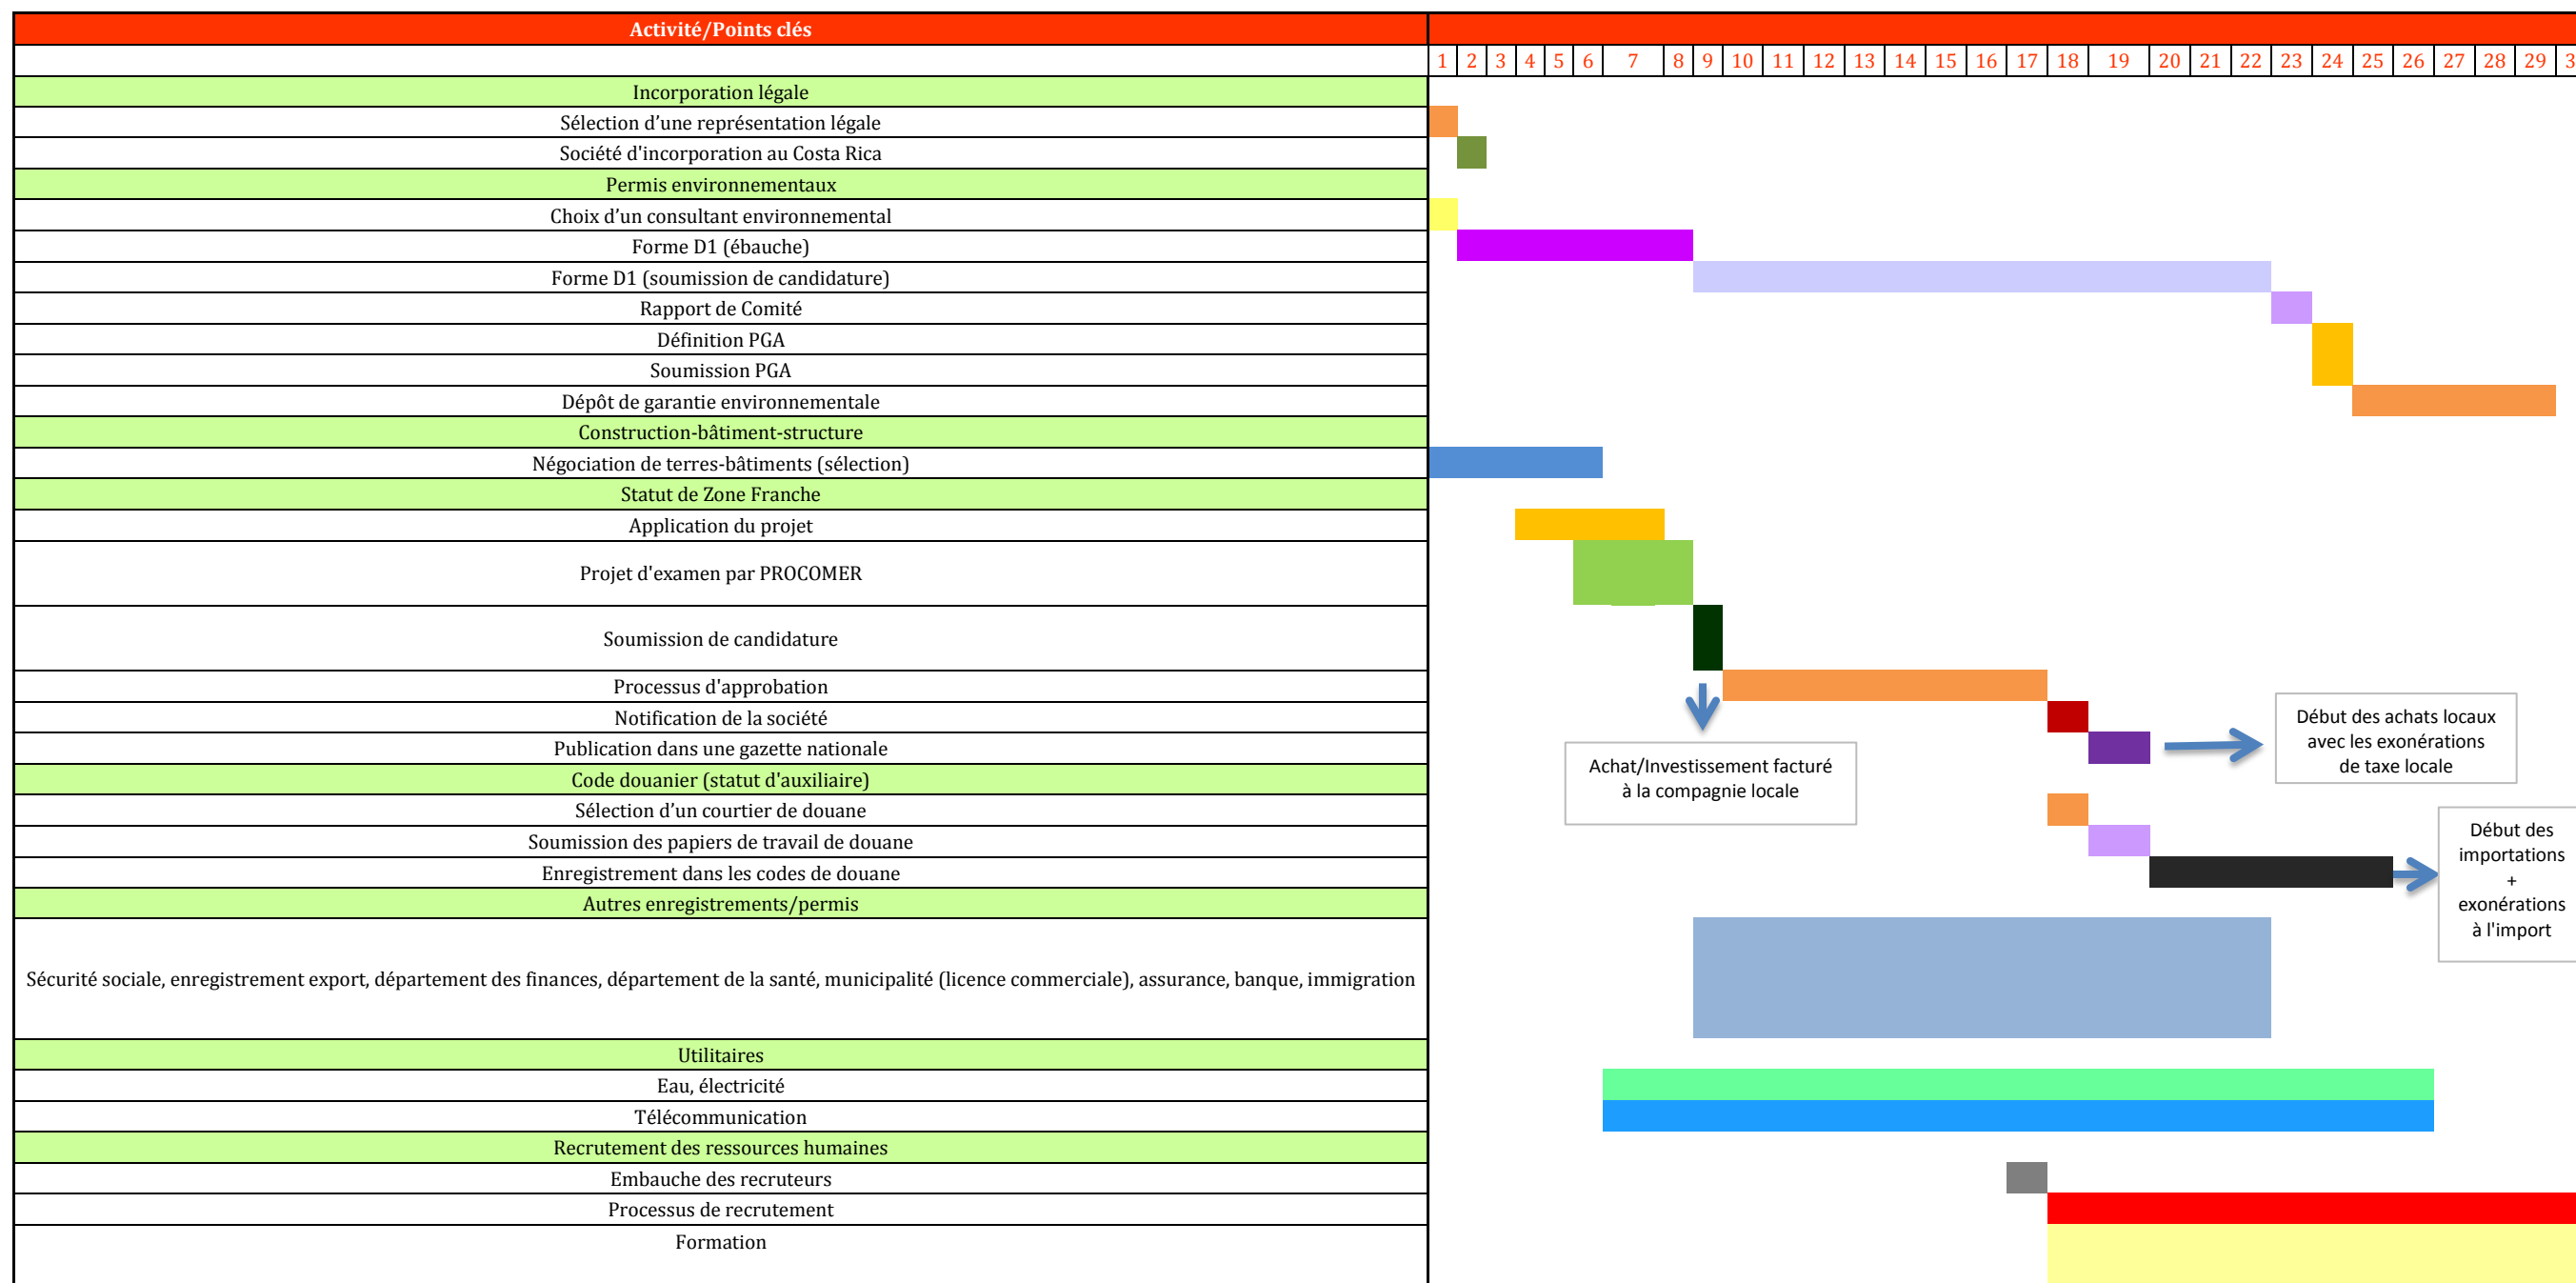 Activité/Points clés
1 2 3 4 5 6 7 8 9 10 11 12 13 14 15 16 17 18 19 20 21 22 23 24 25 26 27 28 29 3
Incorporation légale
Sélection d’une représentation légale
Société d'incorporation au Costa Rica
Permis environnementaux
Choix d’un consultant environnemental
Forme D1 (ébauche)
Forme D1 (soumission de candidature)
Rapport de Comité
Définition PGA
Soumission PGA
Dépôt de garantie environnementale
Construction-bâtiment-structure
Négociation de terres-bâtiments (sélection)
Statut de Zone Franche
Application du projet
Projet d'examen par PROCOMER
Soumission de candidature
Processus d'approbation
Notification de la société
Publication dans une gazette nationale
Achat/Investissement facturé
à la compagnie locale
Début des achats locaux
avec les exonérations
de taxe locale
Code douanier (statut d'auxiliaire)
Sélection d’un courtier de douane
Soumission des papiers de travail de douane
Enregistrement dans les codes de douane
Début des
importations
+
exonérations
à l'import
Autres enregistrements/permis
Sécurité sociale, enregistrement export, département des finances, département de la santé, municipalité (licence commerciale), assurance, banque, immigration
Utilitaires
Eau, électricité
Télécommunication
Recrutement des ressources humaines
Embauche des recruteurs
Processus de recrutement
Formation